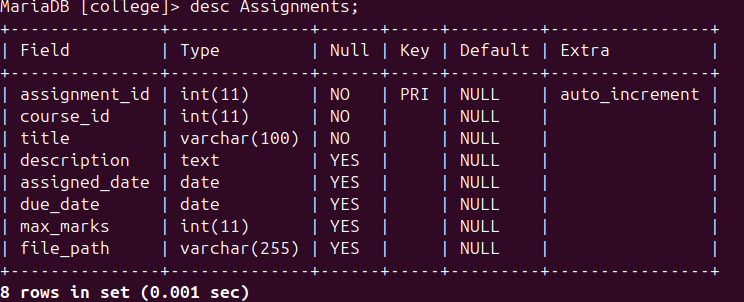 MariaDB [college]> desc Assignments;
+---------------+--------------+------+-----+---------+----------------+
| Field         | Type         | Null | Key | Default | Extra          |
+---------------+--------------+------+-----+---------+----------------+
| assignment_id | int(11)      | NO   | PRI | NULL    | auto_increment |
| course_id     | int(11)      | NO   |     | NULL    |                |
| title         | varchar(100) | NO   |     | NULL    |                |
| description   | text         | YES  |     | NULL    |                |
| assigned_date | date         | YES  |     | NULL    |                |
| due_date      | date         | YES  |     | NULL    |                |
| max_marks     | int(11)      | YES  |     | NULL    |                |
| file_path     | varchar(255) | YES  |     | NULL    |                |
+---------------+--------------+------+-----+---------+----------------+
8 rows in set (0.001 sec)